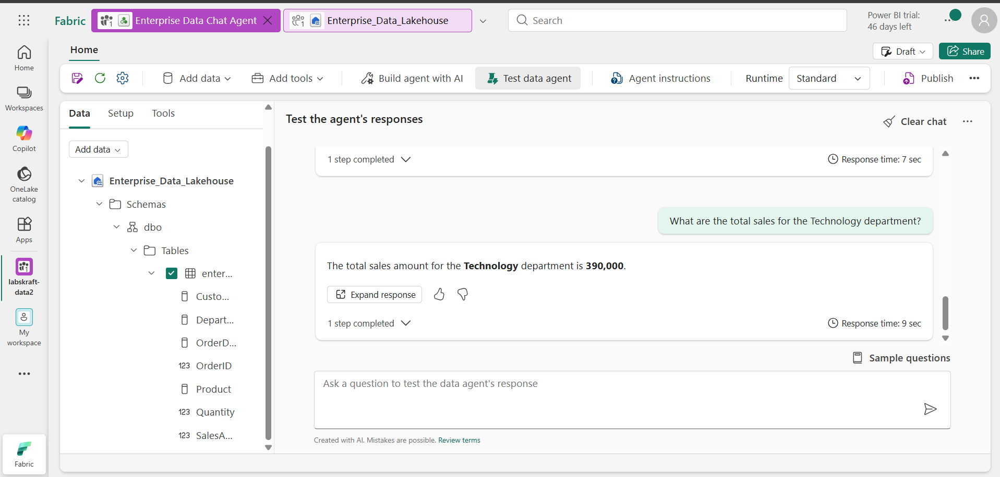 Fabric
Enterprise Data Chat Agent
Enterprise_Data_Lakehouse
Search
Power BI trial:
46 days left
Home
Draft
Share
Add data
Add tools
Build agent with AI
Test data agent
Agent instructions
Runtime
Standard
Publish
Home
Workspaces
Copilot
OneLake
catalog
Apps
labskraft-
data2
My
workspace
Fabric
Data
Setup
Tools
Add data
Enterprise_Data_Lakehouse
Schemas
dbo
Tables
enter...
Custo...
Depart...
OrderD...
123 OrderID
Product
123 Quantity
123 SalesA...
Test the agent's responses
Clear chat
1 step completed
Response time: 7 sec
What are the total sales for the Technology department?
The total sales amount for the Technology department is 390,000.
Expand response
1 step completed
Response time: 9 sec
Sample questions
Ask a question to test the data agent's response
Created with AI. Mistakes are possible. Review terms